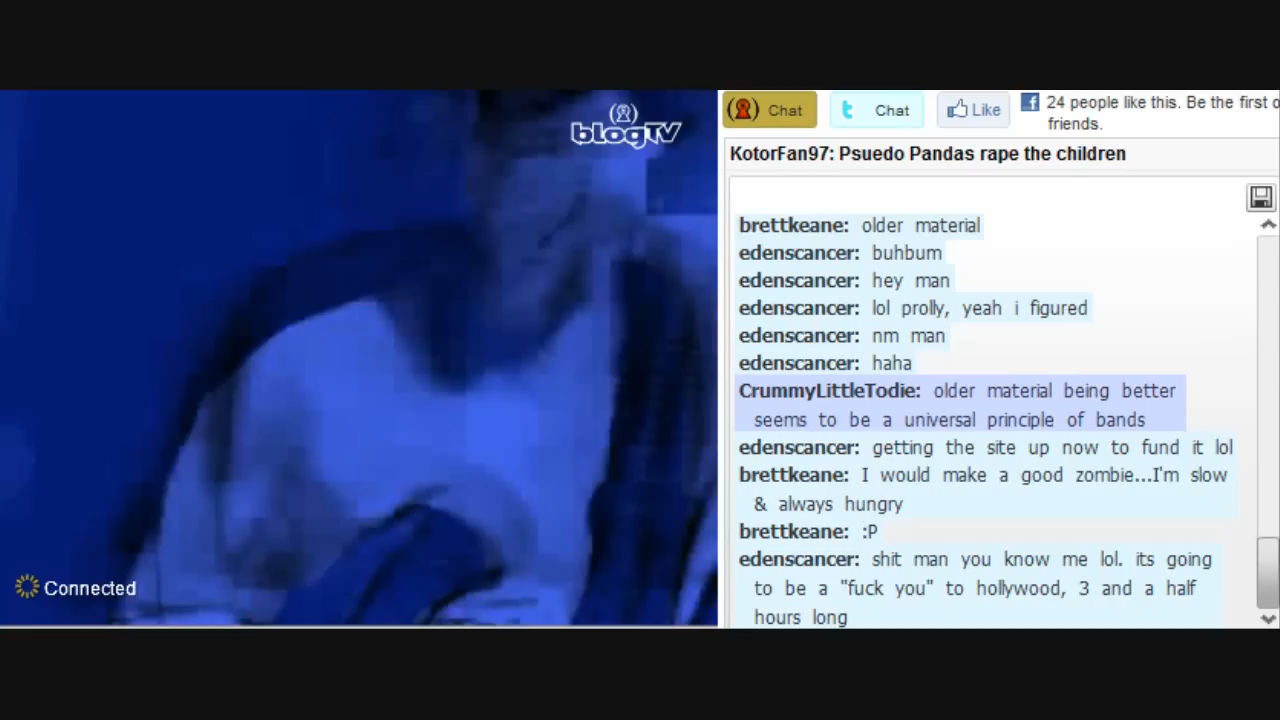 blogTV
Connected
Chat
Chat
Like
24 people like this. Be the first o
friends.
KotorFan97: Psuedo Pandas rape the children
brettkeane: older material
edenscancer: buhbum
edenscancer: hey man
edenscancer: lol prolly, yeah i figured
edenscancer: nm man
edenscancer: haha
CrummyLittleTodie: older material being better
seems to be a universal principle of bands
edenscancer: getting the site up now to fund it lol
brettkeane: I would make a good zombie...I'm slow
& always hungry
brettkeane: :P
edenscancer: shit man you know me lol. its going
to be a "fuck you" to hollywood, 3 and a half
hours long